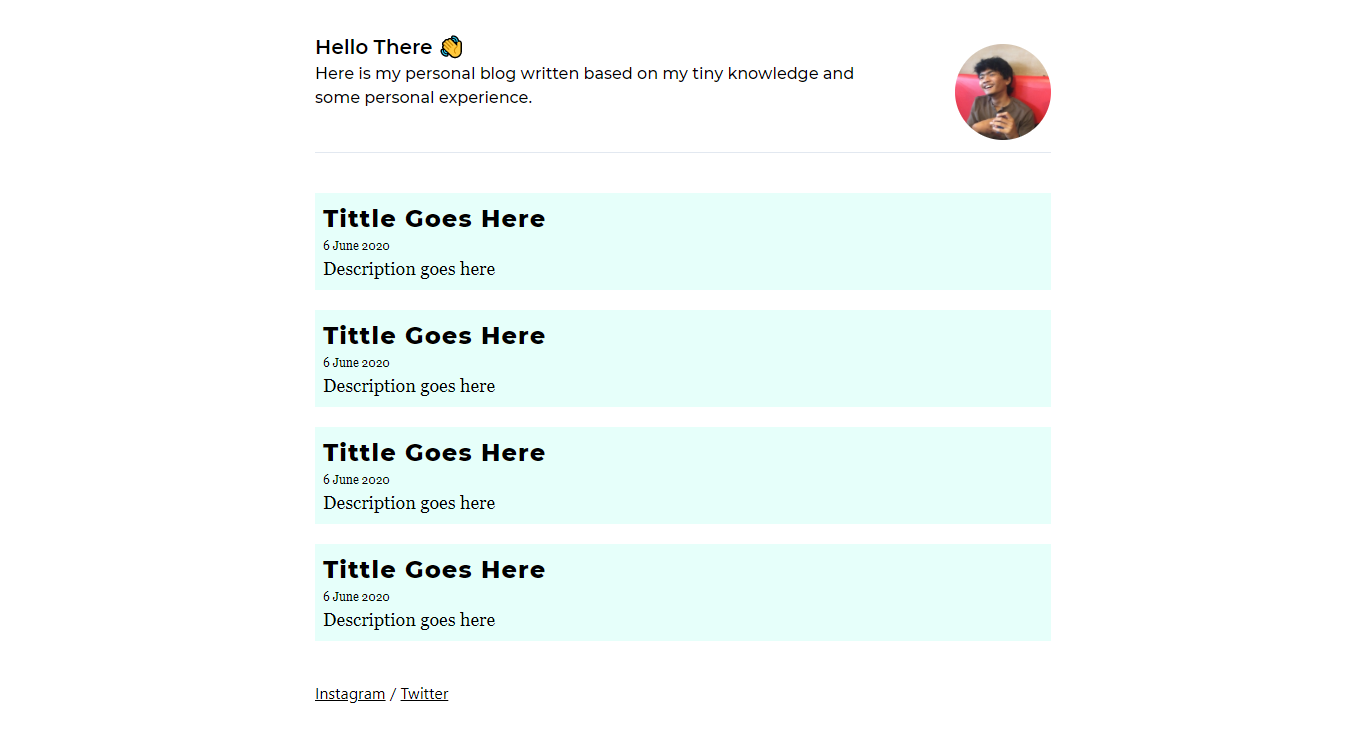 Hello There 👋
Here is my personal blog written based on my tiny knowledge and
some personal experience.
Tittle Goes Here
6 June 2020
Description goes here
Tittle Goes Here
6 June 2020
Description goes here
Tittle Goes Here
6 June 2020
Description goes here
Tittle Goes Here
6 June 2020
Description goes here
Instagram / Twitter